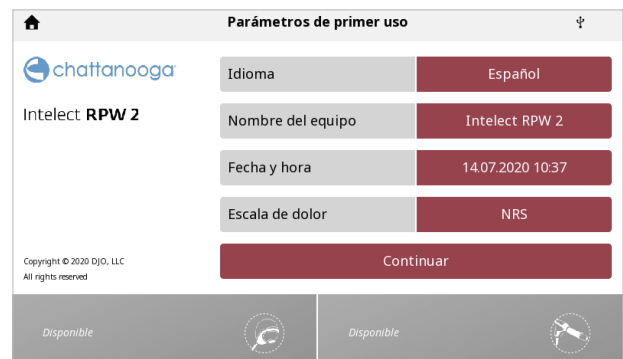 Parámetros de primer uso
chattanooga
Intelect RPW 2
Idioma
Español
Nombre del equipo
Intelect RPW 2
Fecha y hora
14.07.2020 10:37
Escala de dolor
NRS
Continuar
Copyright © 2020 DJO, LLC
All rights reserved
Disponible
Disponible